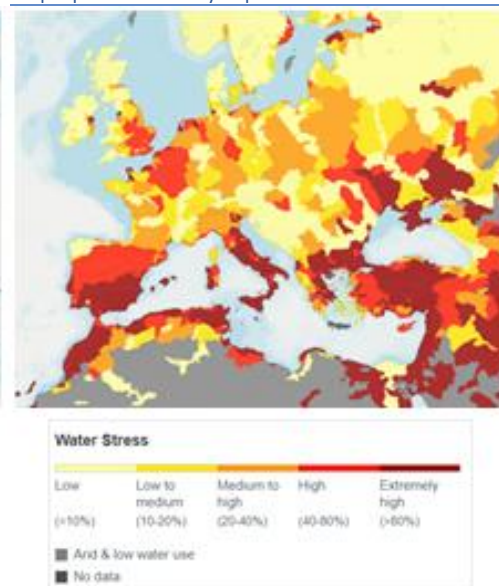 Water Stress
Low Low to medium Medium to high High Extremely high
(<10%) (10-20%) (20-40%) (40-80%) (>80%)
Arid & low water use
No data